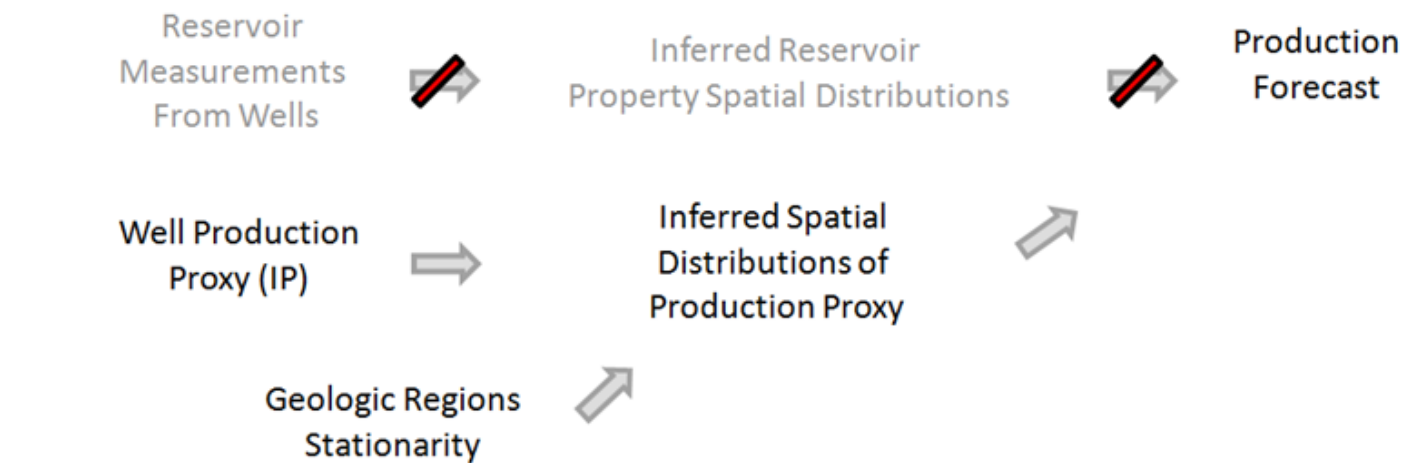 Reservoir
Measurements
From Wells
Inferred Reservoir
Property Spatial Distributions
Production
Forecast
Well Production
Proxy (IP)
Inferred Spatial
Distributions of
Production Proxy
Geologic Regions
Stationarity